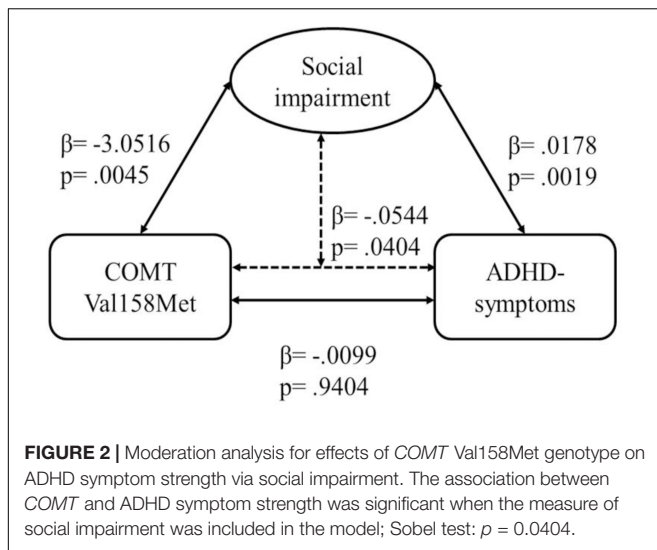 Social
impairment
β= -3.0516
p= .0045
β= .0178
p= .0019
β= -.0544
p= .0404
COMT
Val158Met
ADHD-
symptoms
β= -.0099
p= .9404
FIGURE 2 | Moderation analysis for effects of COMT Val158Met genotype on
ADHD symptom strength via social impairment. The association between
COMT and ADHD symptom strength was significant when the measure of
social impairment was included in the model; Sobel test: p = 0.0404.